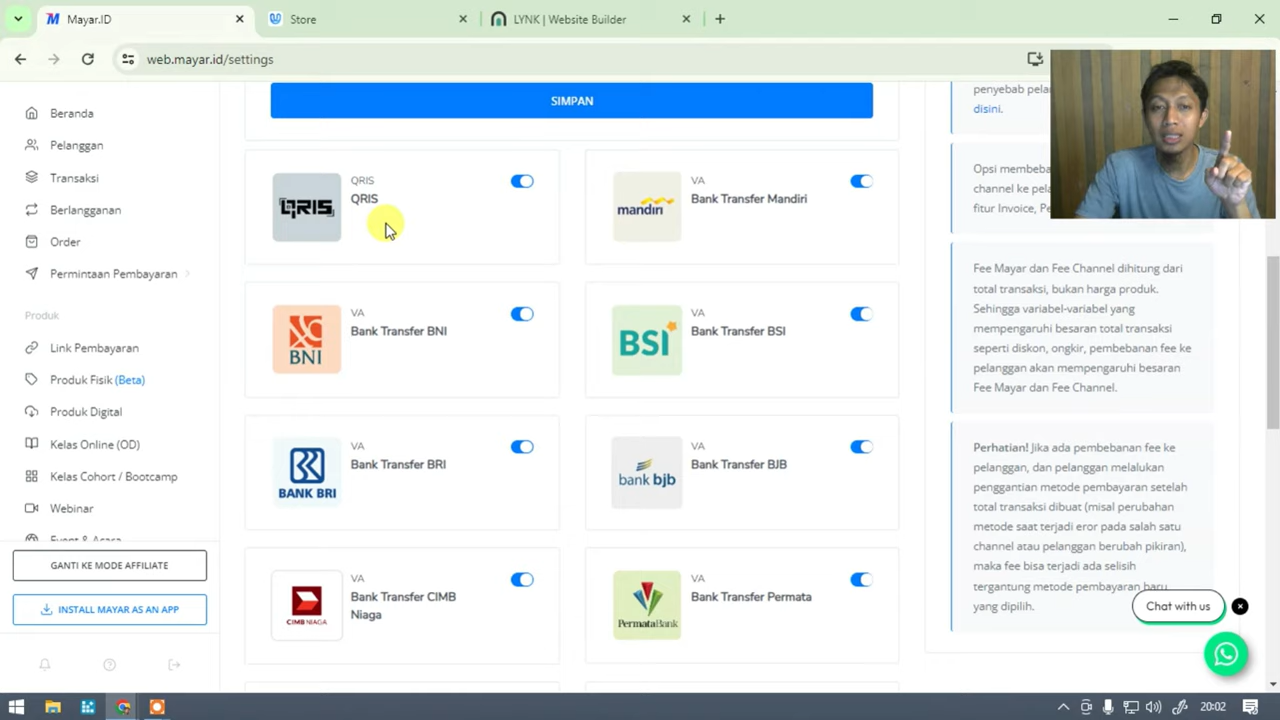 Mayar.ID
Store
LYNK | Website Builder
web.mayar.id/settings
Beranda
Pelanggan
Transaksi
Berlangganan
Order
Permintaan Pembayaran
Produk
Link Pembayaran
Produk Fisik (Beta)
Produk Digital
Kelas Online (OD)
Kelas Cohort / Bootcamp
Webinar
Event & Acara
GANTI KE MODE AFFILIATE
INSTALL MAYAR AS AN APP
SIMPAN
QRIS
QRIS
QRIS
VA
Bank Transfer Mandiri
mandiri
VA
Bank Transfer BNI
BNI
VA
Bank Transfer BSI
BSI
VA
Bank Transfer BRI
BANK BRI
VA
Bank Transfer BJB
bank bjb
VA
Bank Transfer CIMB
Niaga
CIMB NIAGA
VA
Bank Transfer Permata
PermataBank
penyebab
disini.
Opsi
channel ke
fitur Invoice,
Fee Mayar dan Fee Channel dihitung dari
total transaksi, bukan harga produk.
Sehingga variabel-variabel yang
mempengaruhi besaran total transaksi
seperti diskon, ongkir, pembebanan fee ke
pelanggan akan mempengaruhi besaran
Fee Mayar dan Fee Channel.
Perhatian! Jika ada pembebanan fee ke
pelanggan, dan pelanggan melalukan
penggantian metode pembayaran setelah
total transaksi dibuat (misal perubahan
metode saat terjadi eror pada salah satu
channel atau pelanggan berubah pikiran),
maka fee bisa terjadi ada selisih
tergantung metode pembayaran baru
yang dipilih.
Chat with us
20:02